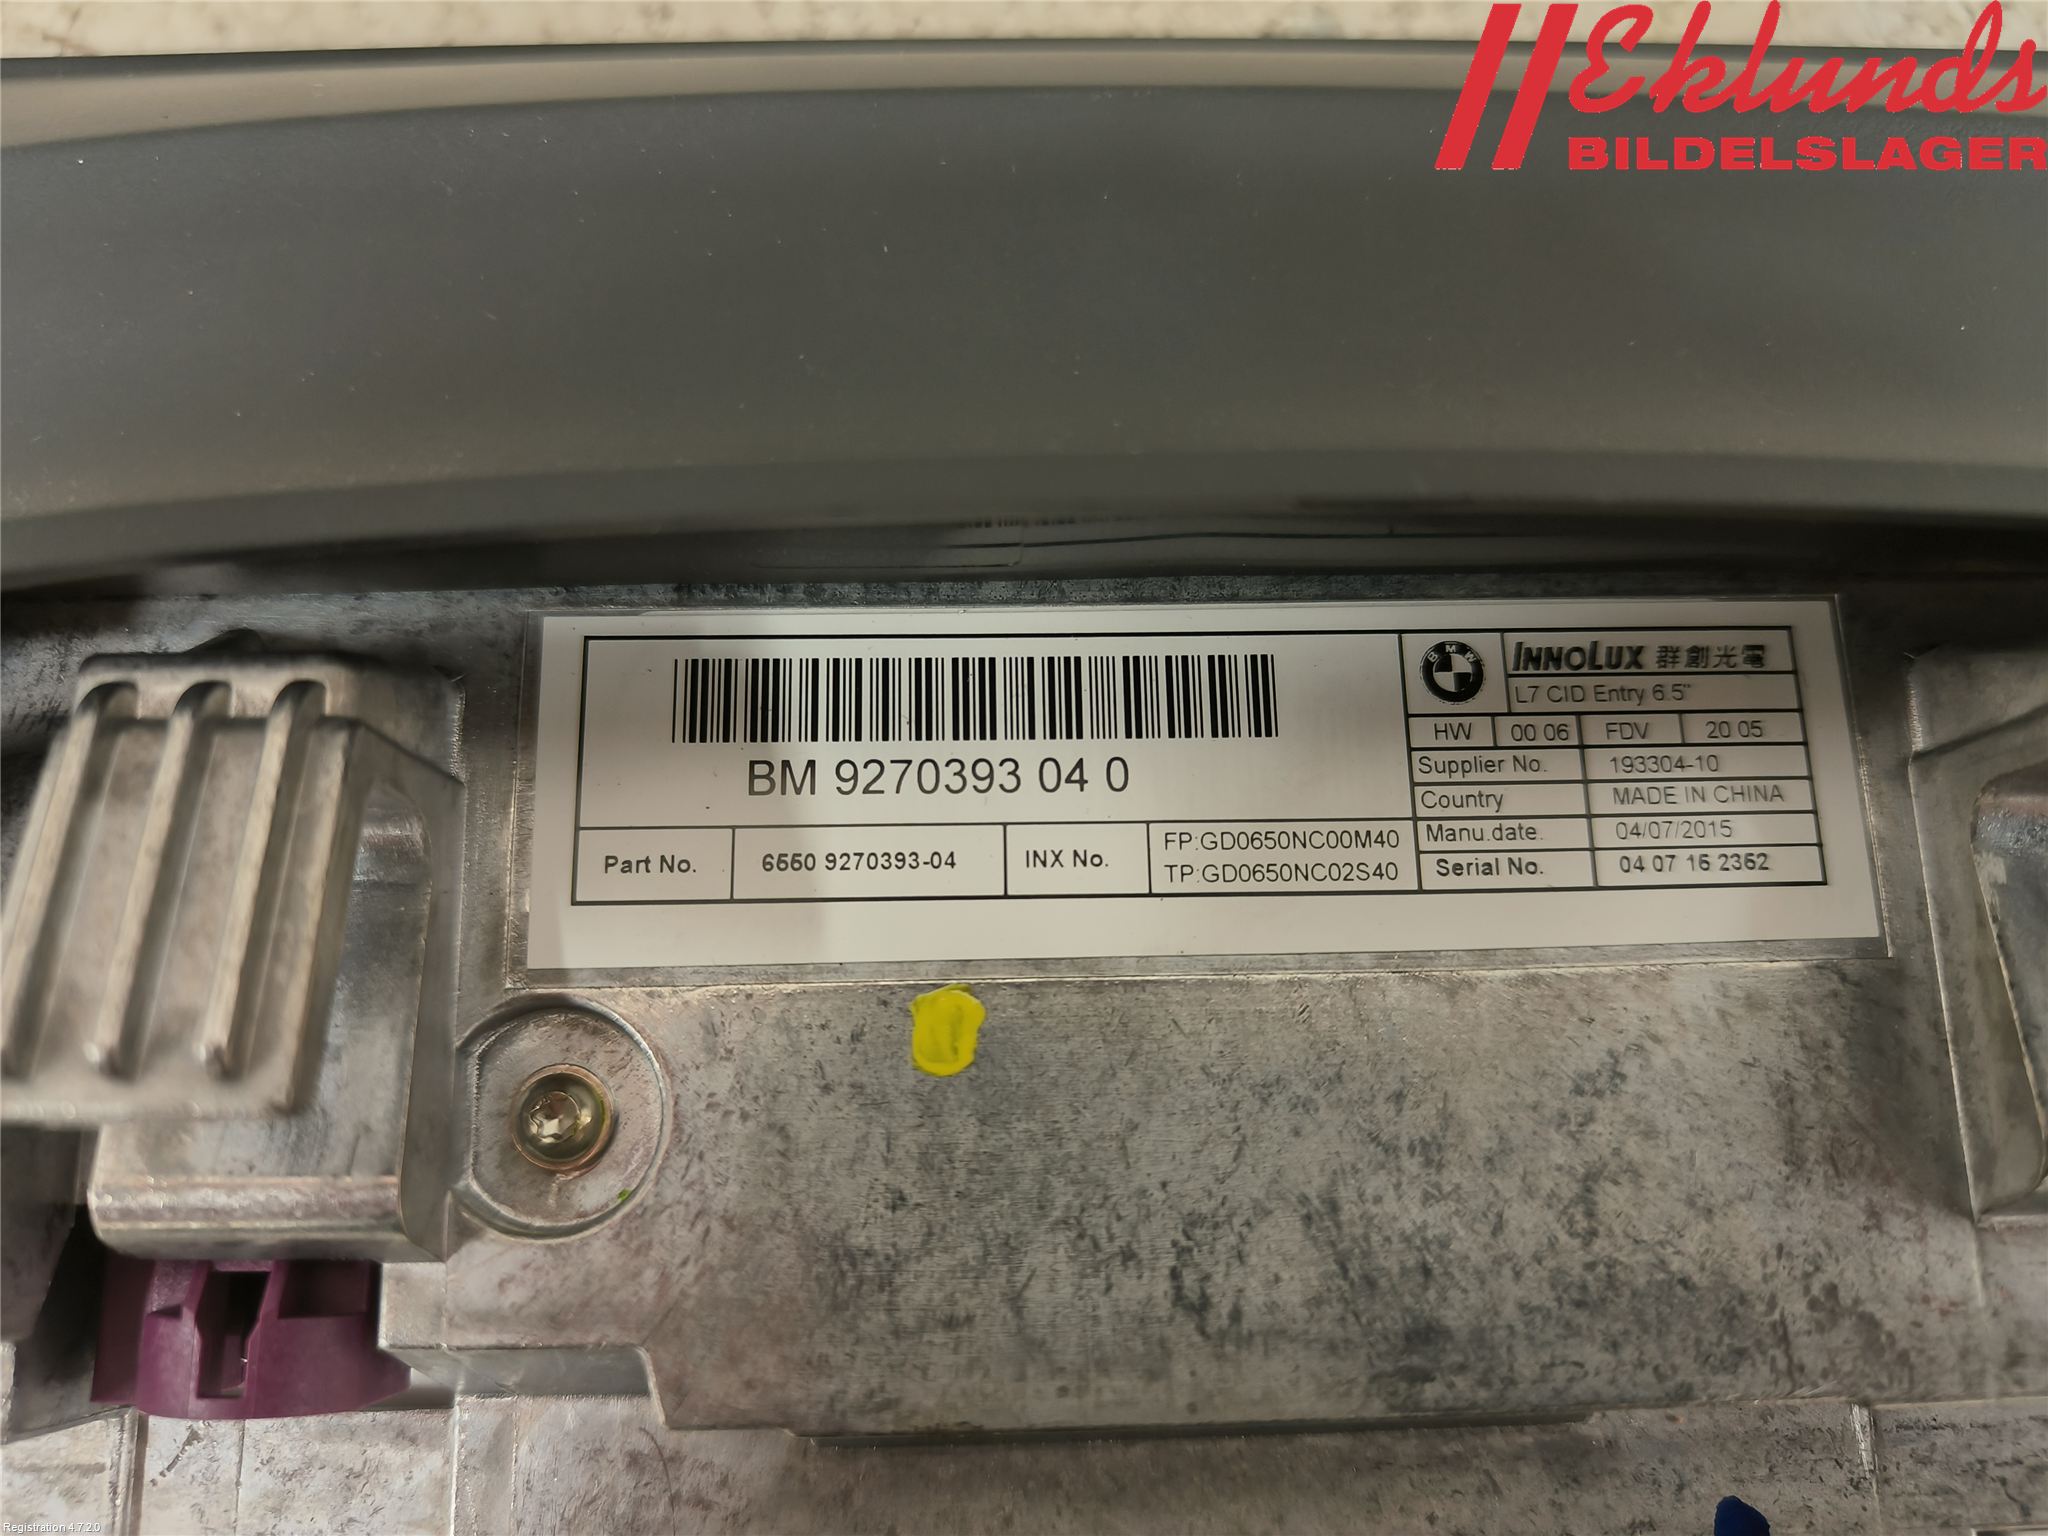 Eklunds
BILDELSLAGER
BMW
INNOLUX 群創光電
L7 CID Entry 6.5"
HW 00 06 FDV 20 05
Supplier No. 193304-10
Country MADE IN CHINA
Manu.date. 04/07/2015
Serial No. 04 07 15 2352
BM 9270393 04 0
Part No. 6550 9270393-04 INX No. FP:GD0650NC00M40
TP:GD0650NC02S40
Registration 4.7.2.0